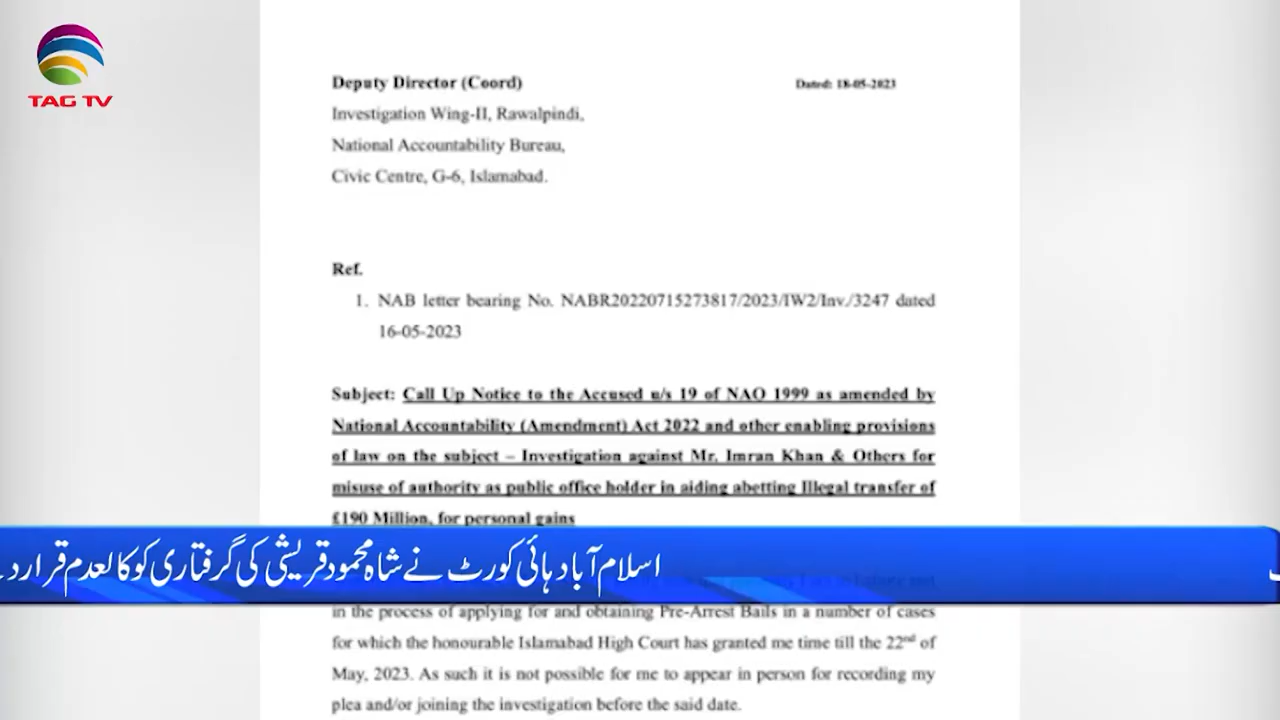 TAG TV
Deputy Director (Coord)
Dated: 18-05-2023
Investigation Wing-II, Rawalpindi,
National Accountability Bureau,
Civic Centre, G-6, Islamabad.
Ref.
1. NAB letter bearing No. NABR20220715273817/2023/IW2/Inv./3247 dated
16-05-2023
Subject: Call Up Notice to the Accused u/s 19 of NAO 1999 as amended by
National Accountability (Amendment) Act 2022 and other enabling provisions
of law on the subject – Investigation against Mr. Imran Khan & Others for
misuse of authority as public office holder in aiding abetting Illegal transfer of
£190 Million, for personal gains
اسلام آباد ہائی کورٹ نے شاہ محمود قریشی کی گرفتاری کو کالعدم قرار
in the process of applying for and obtaining Pre-Arrest Bails in a number of cases
for which the honourable Islamabad High Court has granted me time till the 22nd of
May, 2023. As such it is not possible for me to appear in person for recording my
plea and/or joining the investigation before the said date.